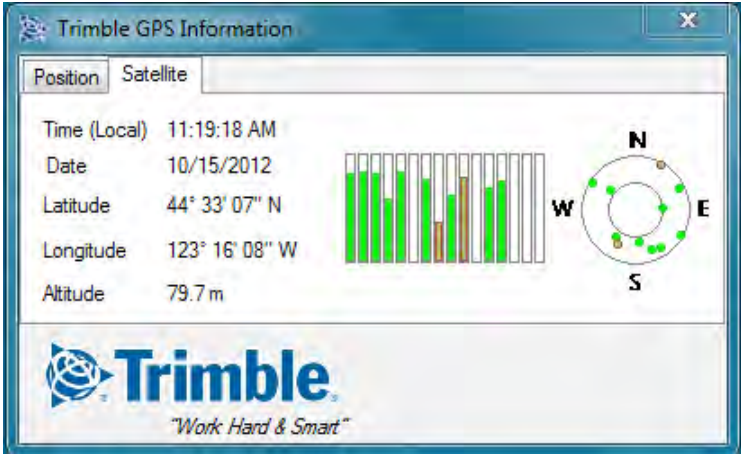 Trimble GPS Information
Position Satellite
Time (Local) 11:19:18 AM
Date 10/15/2012
Latitude 44° 33' 07" N
Longitude 123° 16' 08" W
Altitude 79.7 m
N
W E
S
Trimble.
"Work Hard & Smart"